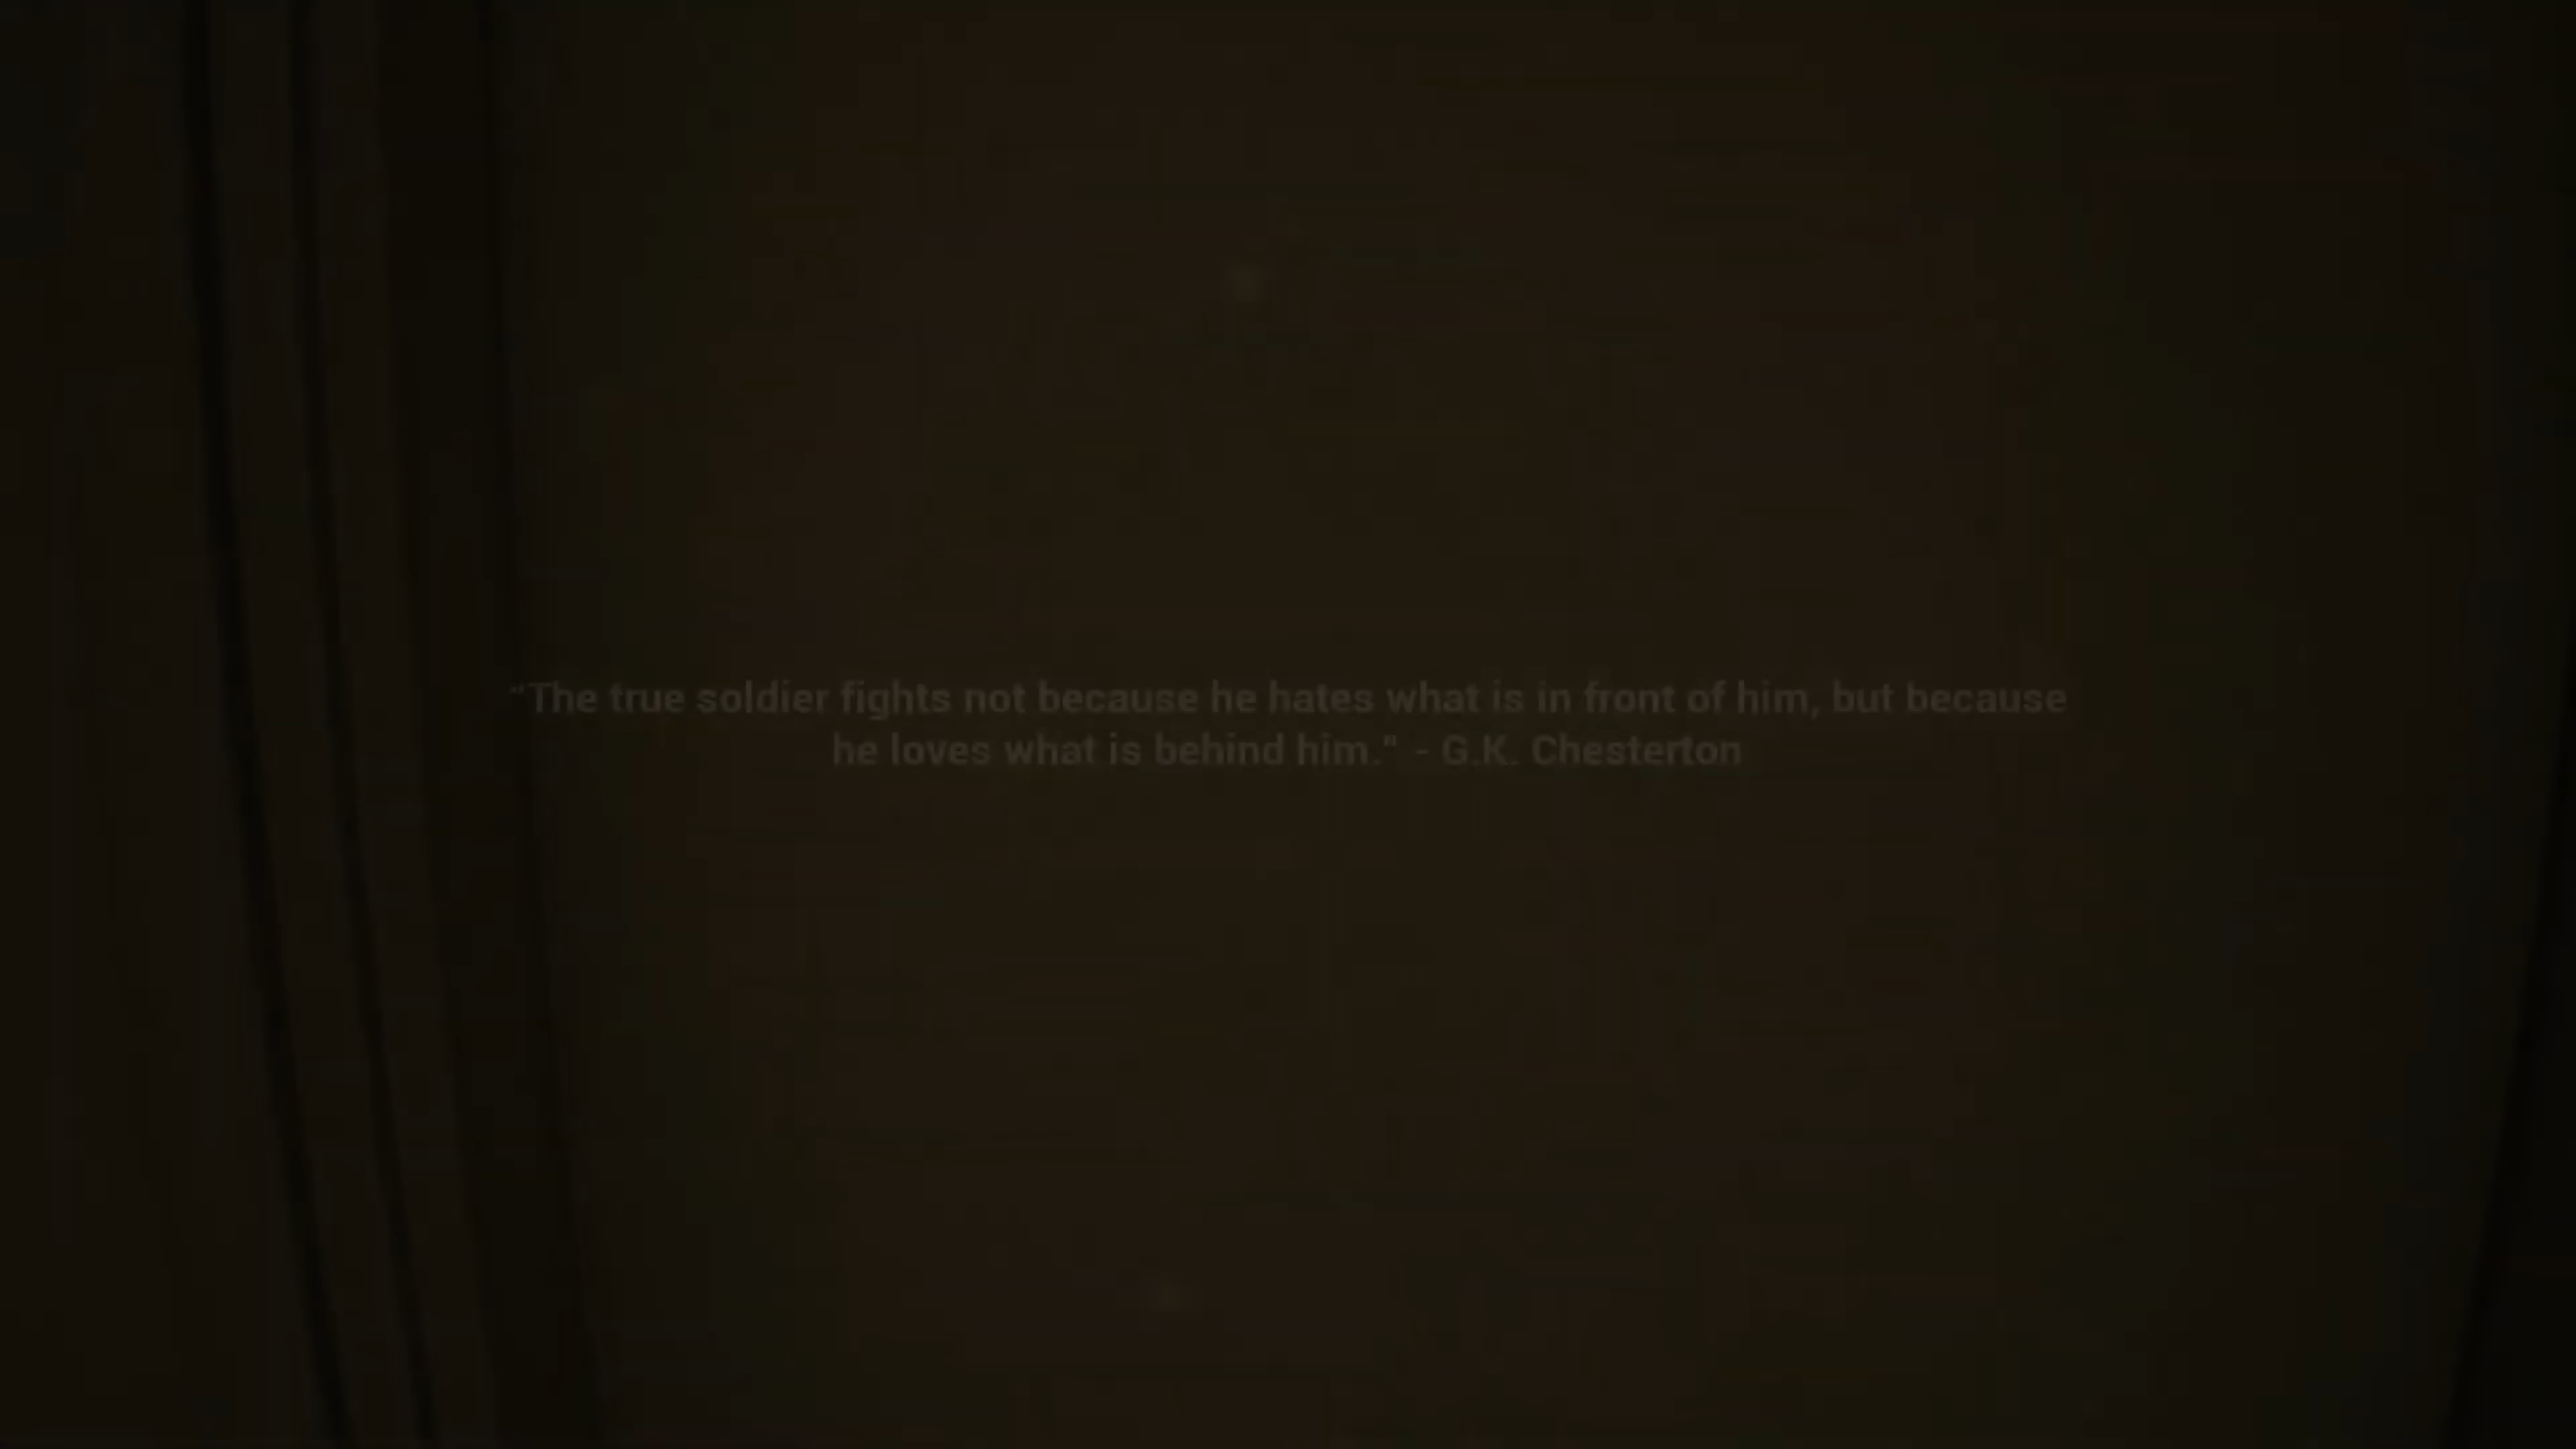 "The true soldier fights not because he hates what is in front of him, but because
he loves what is behind him." - G.K. Chesterton